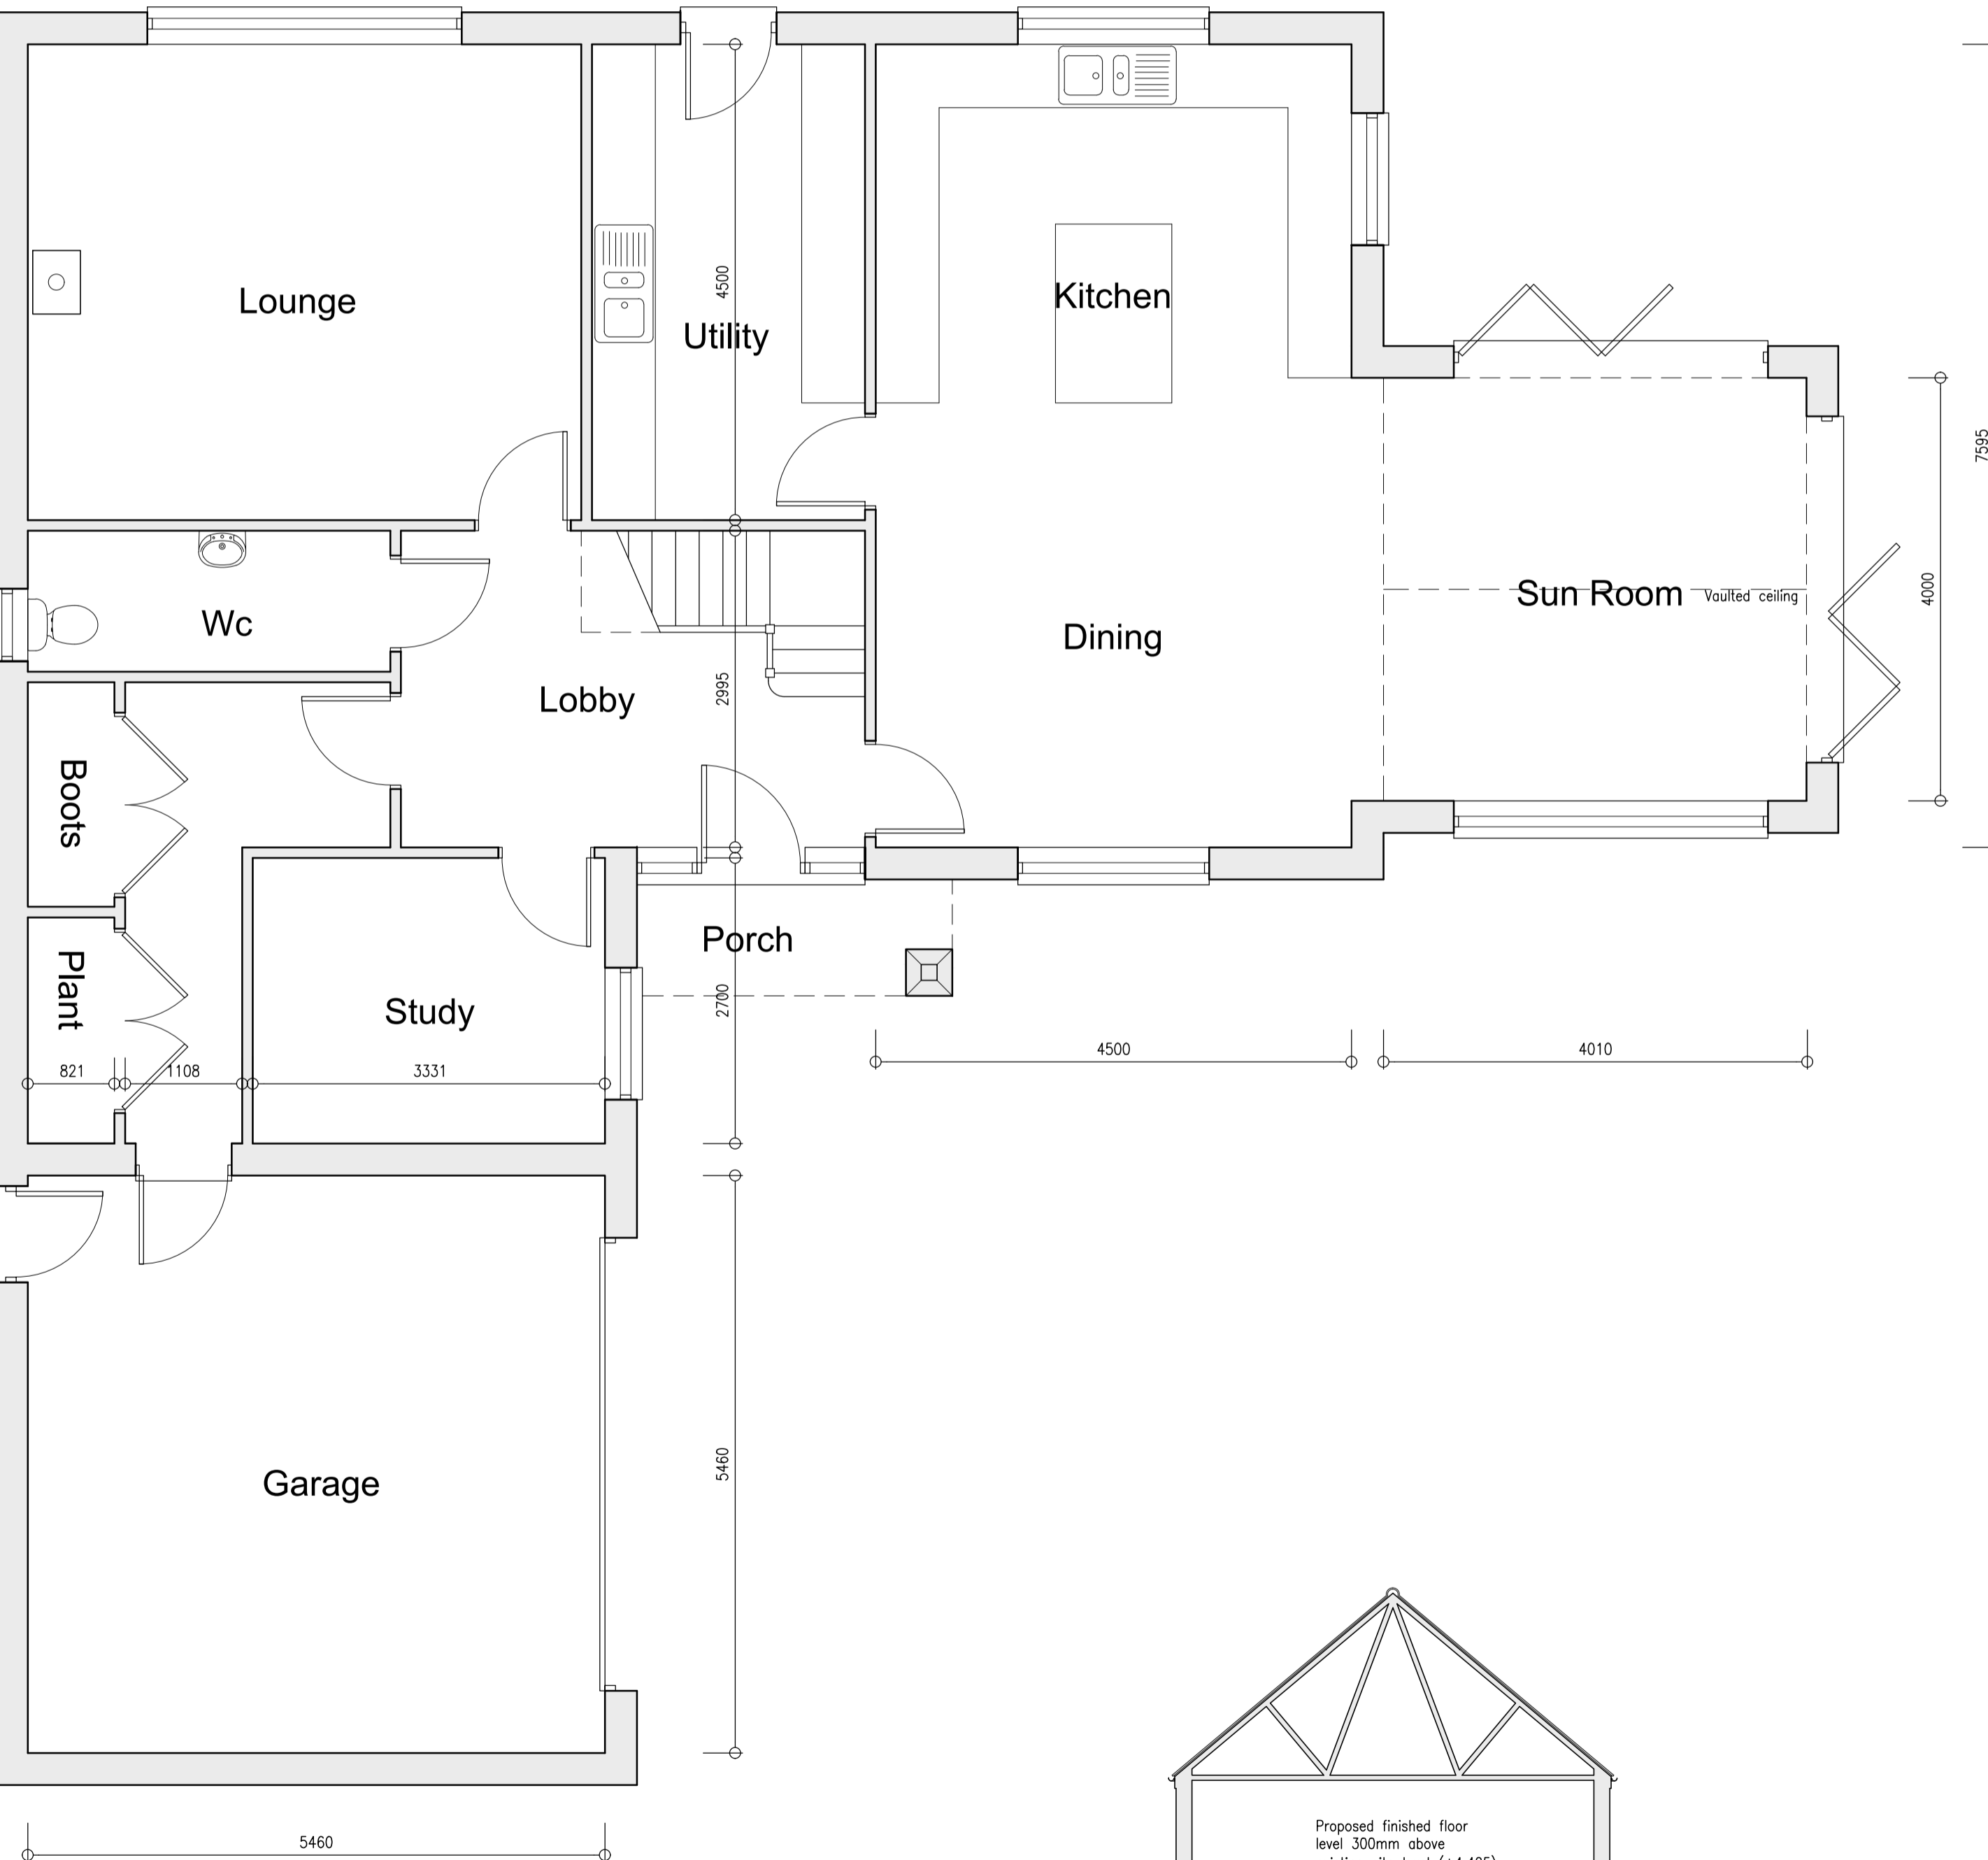 Lounge
4500
Utility
Kitchen
7595
Wc
Lobby
2995
Dining
Sun Room
Vaulted ceiling
4000
Boots
Porch
Plant
Study
2700
821
1108
3331
4500
4010
Garage
5460
5460
Proposed finished floor
level 300mm above